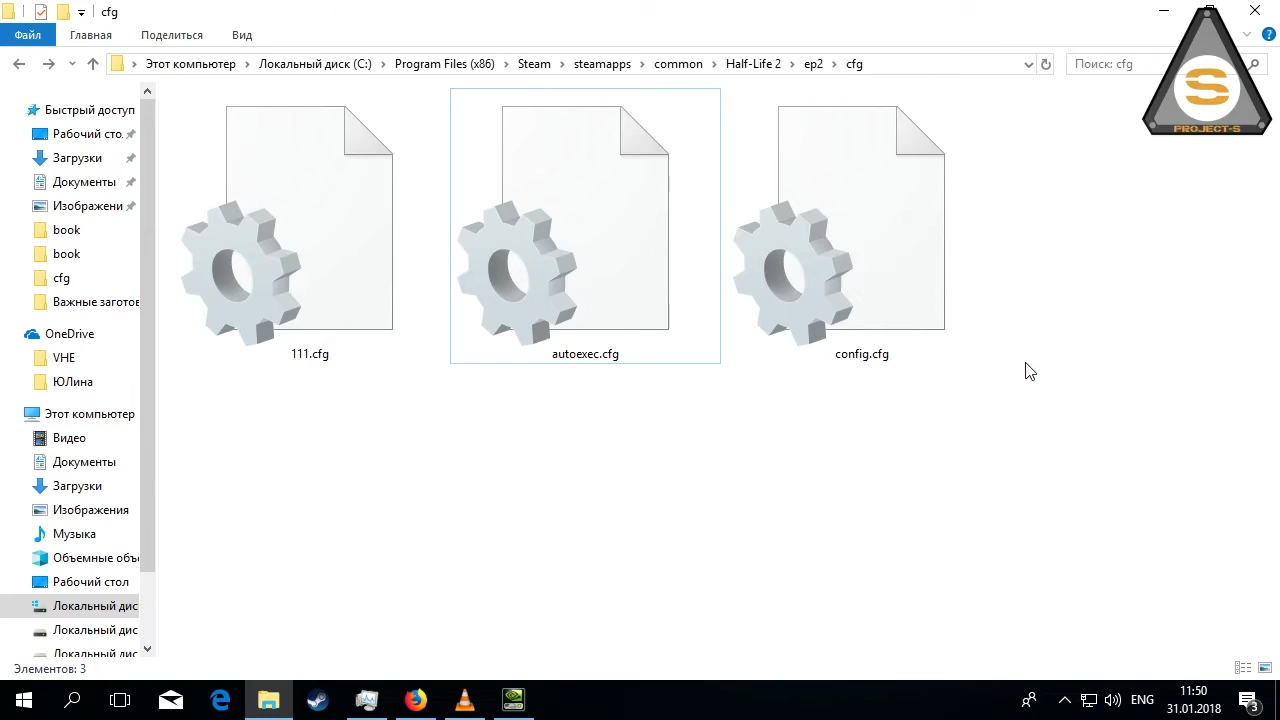 cfg
Файл
Главная
Поделиться
Вид
Этот компьютер
Локальный диск (C:)
Program Files (x86)
Steam
steamapps
common
Half-Life 2
ep2
cfg
Поиск: cfg
S
PROJECT-S
Быстрый доступ
Рабочий сто.
Загрузки
Документы
Изображени
book
book
cfg
Важные заготов
OneDrive
VHE
ЮЛина
Этот компьютер
Видео
Документы
Загрузки
Изображения
Музыка
Объемные объ
Рабочий стол
Локальный дис
Локальный дис
Локальный дис
111.cfg
autoexec.cfg
config.cfg
Элементов: 3
ENG
11:50
31.01.2018
3